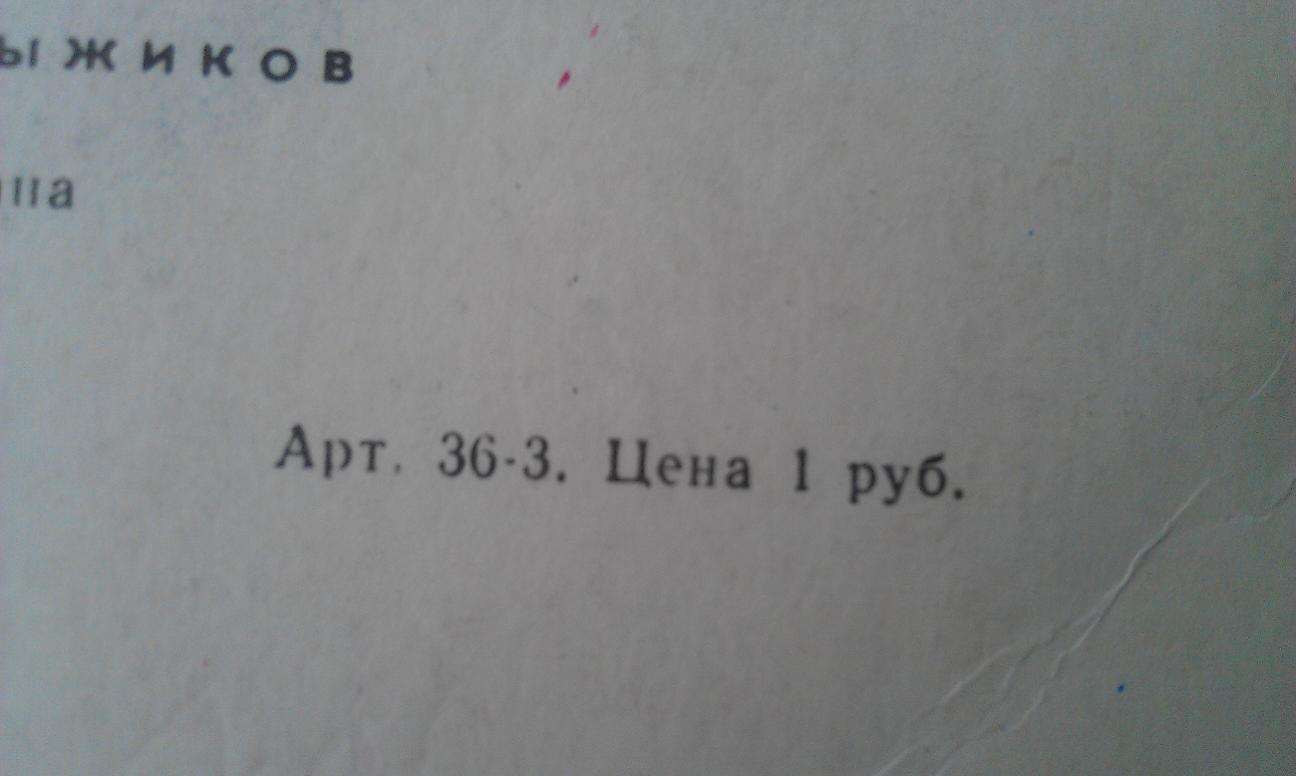 ыжиков
Арт. 36-3. Цена 1 руб.